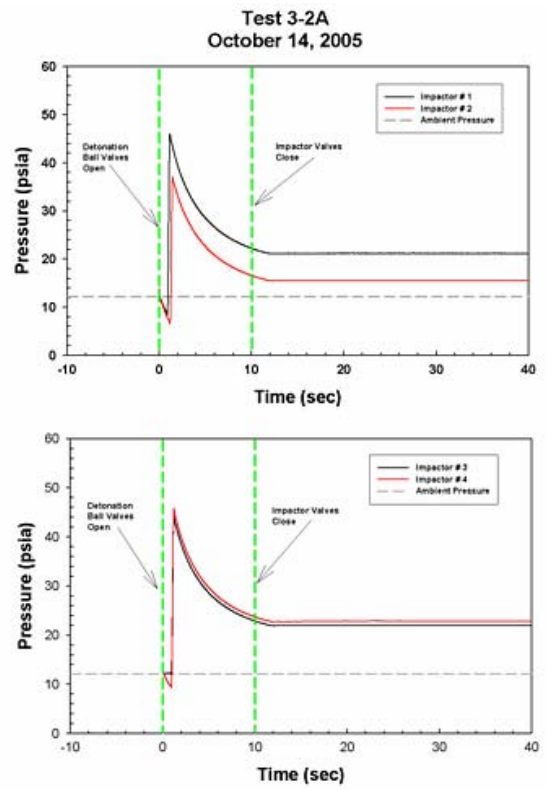 Test 3-2A
October 14, 2005
60
50
40
30
20
10
0
Pressure (psia)
Detonation
Ball Valves
Open
Impactor Valves
Close
Impactor # 1
Impactor # 2
Ambient Pressure
-10 0 10 20 30 40
Time (sec)
60
50
40
30
20
10
0
Pressure (psia)
Detonation
Ball Valves
Open
Impactor Valves
Close
Impactor # 3
Impactor # 4
Ambient Pressure
-10 0 10 20 30 40
Time (sec)